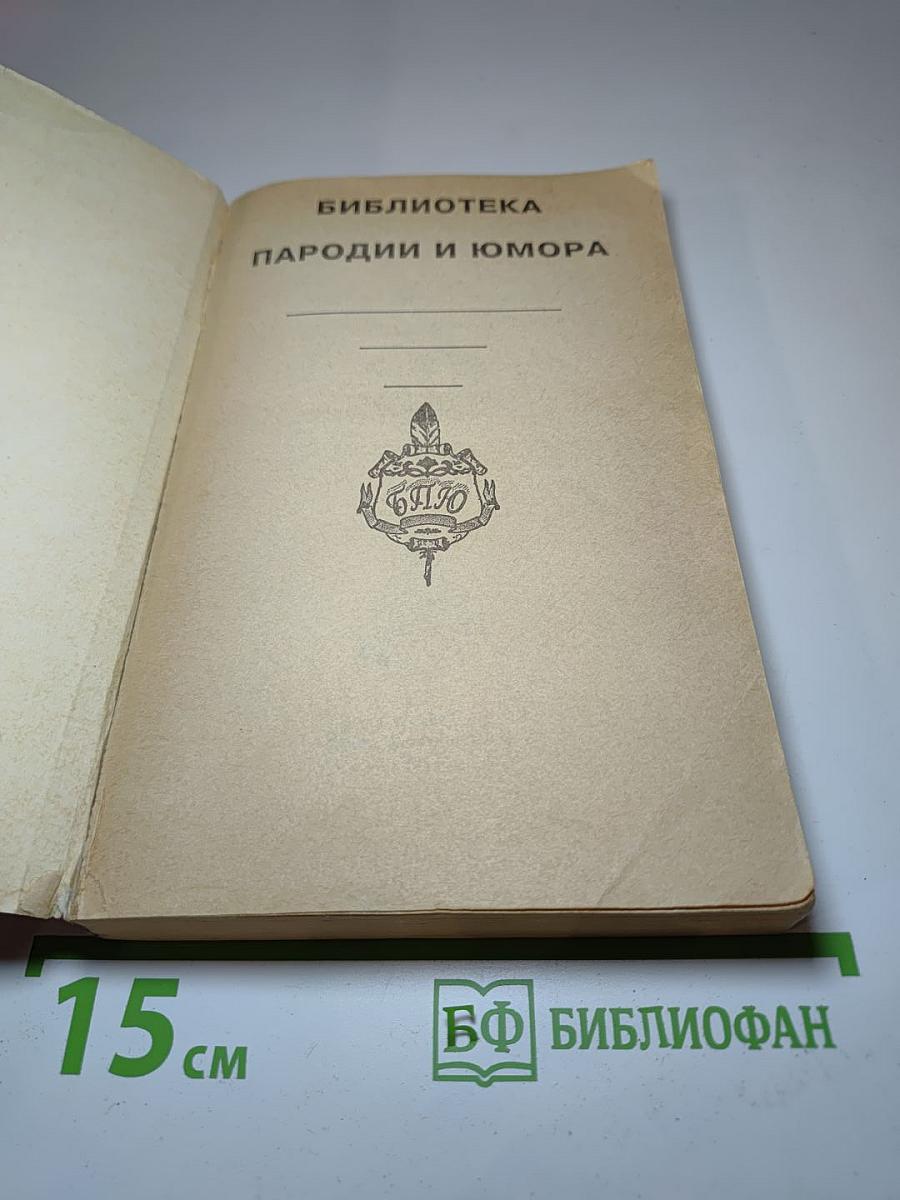 БИБЛИОТЕКА
ПАРОДИИ И ЮМОРА
БПЮ
15 см
БФ БИБЛИОФАН